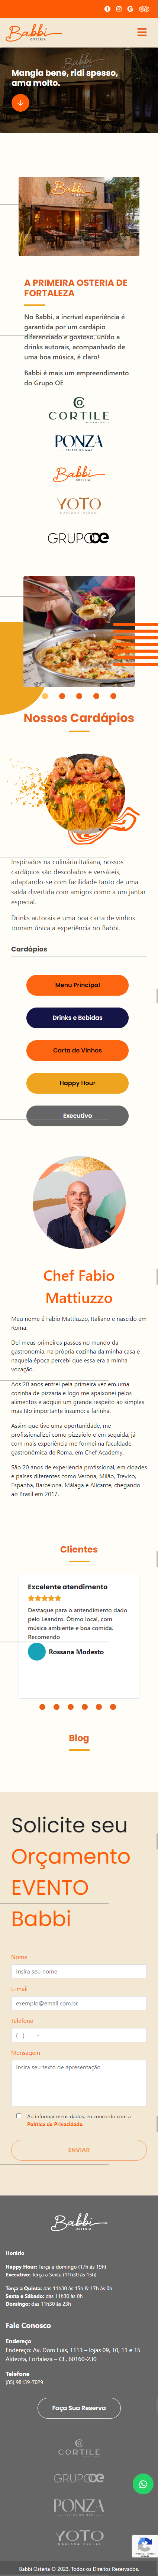 Babbi
OSTERIA
Babbi
OSTERIA
Mangia bene, ridi spesso,
ama molto.
Babbi
A PRIMEIRA OSTERIA DE
FORTALEZA
No Babbi, a incrível experiência é
garantida por um cardápio
diferenciado e gostoso, unido a
drinks autorais, acompanhado de
uma boa música, é claro!
Babbi é mais um empreendimento
do Grupo OE
CORTILE
PONZA
Babbi
OSTERIA
YOTO
GRUPO oe
Nossos Cardápios
Inspirados na culinária italiana, nossos
cardápios são descolados e versáteis,
adaptando-se com facilidade tanto de uma
saída divertida com amigos como a um jantar
especial.
Drinks autorais e uma boa carta de vinhos
tornam única a experiência no Babbi.
Cardápios
Menu Principal
Drinks e Bebidas
Carta de Vinhos
Happy Hour
Executivo
Chef Fabio
Mattiuzzo
Meu nome é Fabio Mattiuzzo, Italiano e nascido em
Roma.
Dei meus primeiros passos no mundo da
gastronomia, na própria cozinha da minha casa e
naquela época percebi que essa era a minha
vocação.
Aos 20 anos entrei pela primeira vez em uma
cozinha de pizzaria e logo me apaixonei pelos
alimentos e adquiri um grande respeito ao simples
mas tão importante insumo: a farinha.
Assim que tive uma oportunidade, me
profissionalizei como pizzaiolo e em seguida, já
com mais experiência me formei na faculdade
gastronômica de Roma, em Chef Academy.
São 20 anos de experiência profissional, em cidades
e países diferentes como Verona, Milão, Treviso,
Espanha, Barcelona, Málaga e Alicante, chegando
ao Brasil em 2017.
Clientes
Excelente atendimento
Destaque para o antendimento dado
pelo Leandro. Ótimo local, com
música ambiente e boa comida.
Recomendo
Rossana Modesto
Blog
Solicite seu
Orçamento
EVENTO
Babbi
Nome
Insira seu nome
E-mail
exemplo@email.com.br
Telefone
(__)____-____
Mensagem
Insira seu texto de apresentação
Ao informar meus dados, eu concordo com a
Política de Privacidade.
ENVIAR
Babbi
OSTERIA
Horário
Happy Hour: Terça a domingo (17h às 19h)
Executivo: Terça a Sexta (11h30 às 15h)
Terça a Quinta: das 11h30 às 15h & 17h às 0h
Sexta e Sábado: das 11h30 às 0h
Domingo: das 11h30 às 23h
Fale Conosco
Endereço
Endereço: Av. Dom Luís, 1113 – lojas 09, 10, 11 e 15
Aldeota, Fortaleza – CE, 60160-230
Telefone
(85) 98139-7029
Faça Sua Reserva
CORTILE
GRUPO oe
PONZA
YOTO
Babbi Osteria © 2023. Todos os Direitos Reservados.